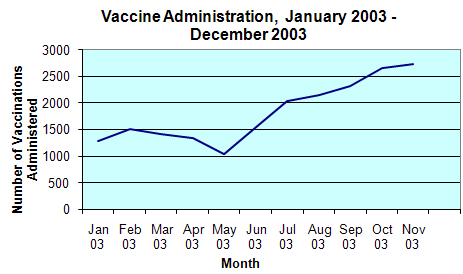 Vaccine Administration, January 2003 -
December 2003
Number of Vaccinations
Administered
3000
2500
2000
1500
1000
500
0
Jan Feb Mar Apr May Jun Jul Aug Sep Oct Nov
03 03 03 03 03 03 03 03 03 03 03
Month